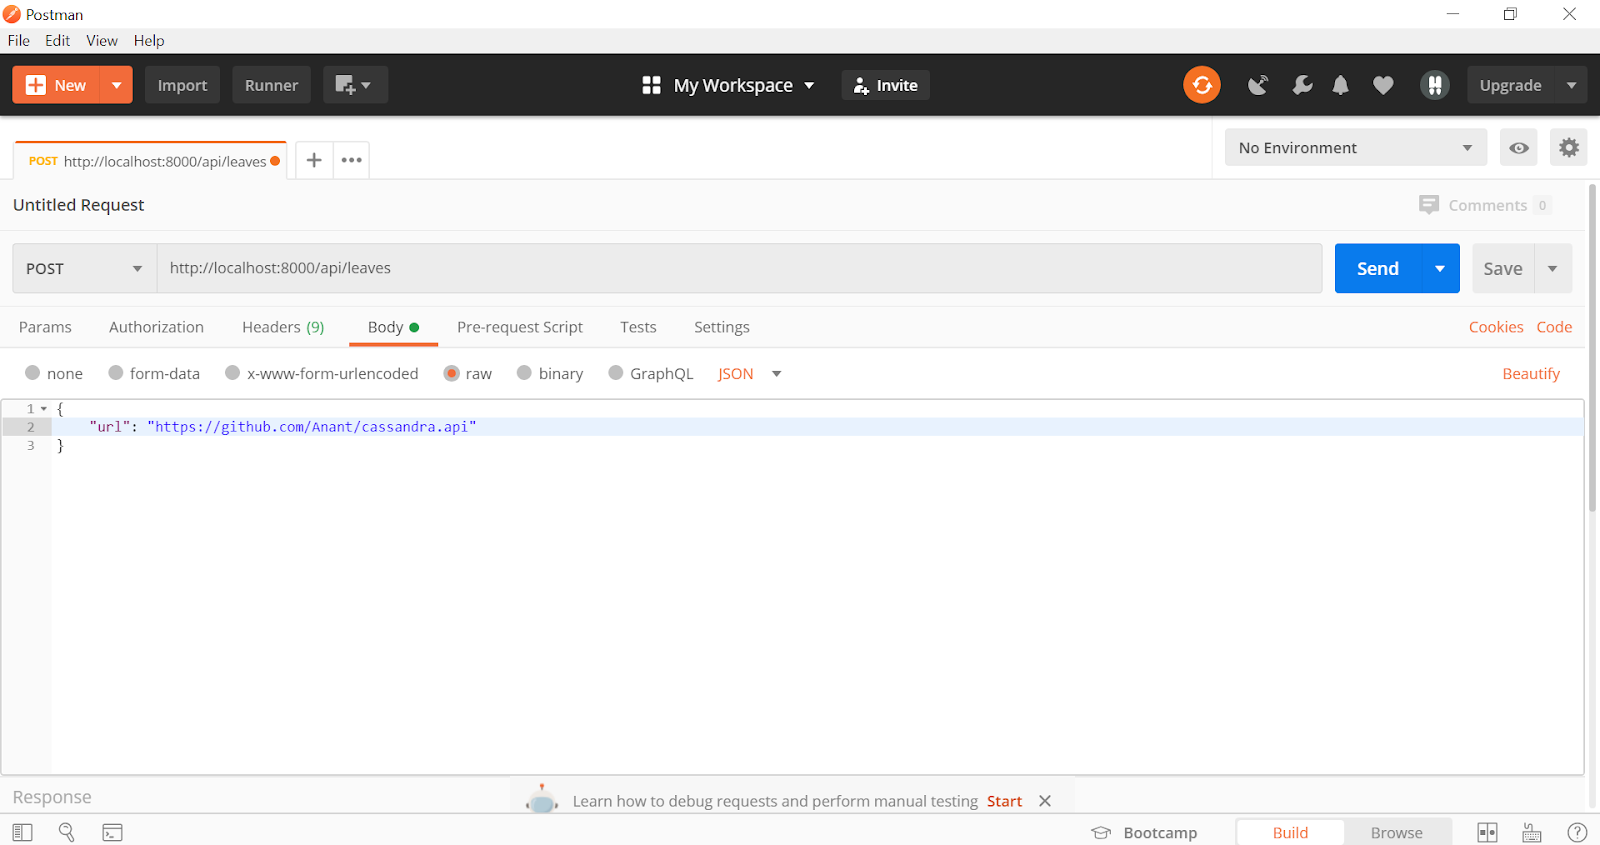 Postman
File Edit View Help
New Import Runner My Workspace Invite Upgrade
POST http://localhost:8000/api/leaves No Environment
Untitled Request Comments 0
POST http://localhost:8000/api/leaves Send Save
Params Authorization Headers (9) Body Pre-request Script Tests Settings Cookies Code
none form-data x-www-form-urlencoded raw binary GraphQL JSON Beautify
1 {
2 "url": "https://github.com/Anant/cassandra.api"
3 }
Response Learn how to debug requests and perform manual testing Start
Bootcamp Build Browse